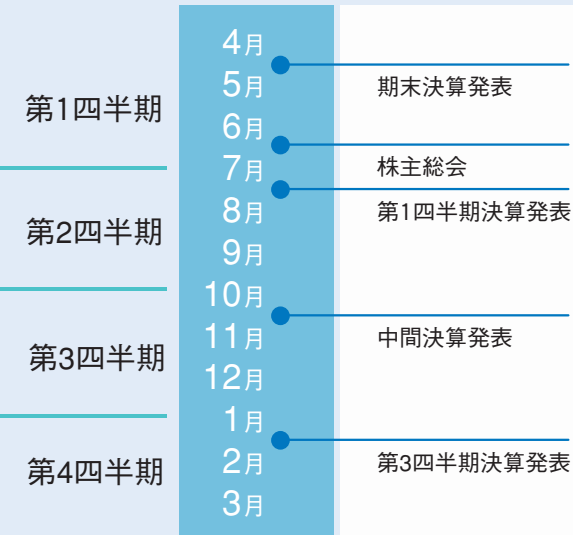 第1四半期
第2四半期
第3四半期
第4四半期
4月
5月
6月
7月
8月
9月
10月
11月
12月
1月
2月
3月
期末決算発表
株主総会
第1四半期決算発表
中間決算発表
第3四半期決算発表